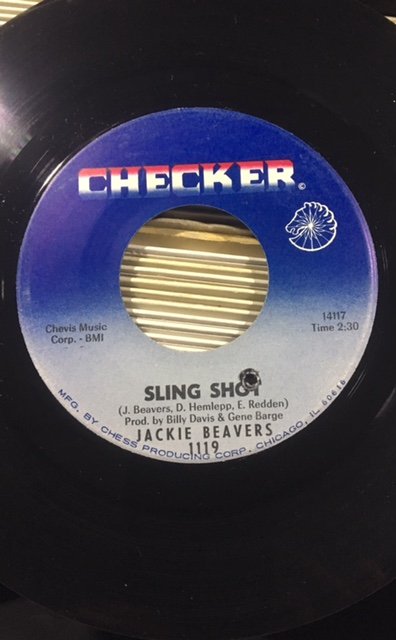 CHECKER ©
14117
Time 2:30
Chevis Music
Corp. - BMI
SLING SHOT
(J. Beavers, D. Hemlepp, E. Redden)
Prod. by Billy Davis & Gene Barge
JACKIE BEAVERS
1119
MFG. BY CHESS PRODUCING CORP., CHICAGO, IL 60616